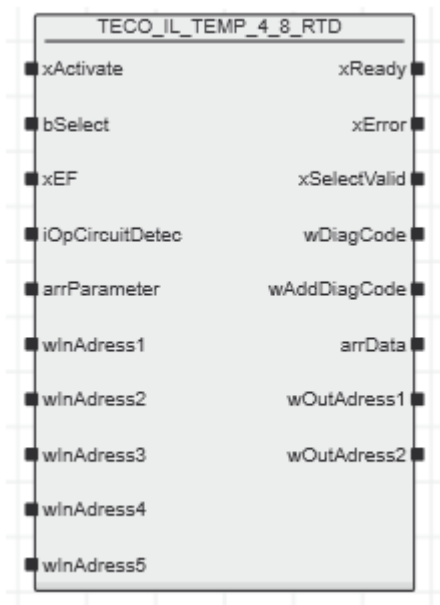 TECO_IL_TEMP_4_8_RTD
xActivate xReady
bSelect xError
xEF xSelectValid
iOpCircuitDetec wDiagCode
arrParameter wAddDiagCode
wInAdress1 arrData
wInAdress2 wOutAdress1
wInAdress3 wOutAdress2
wInAdress4
wInAdress5